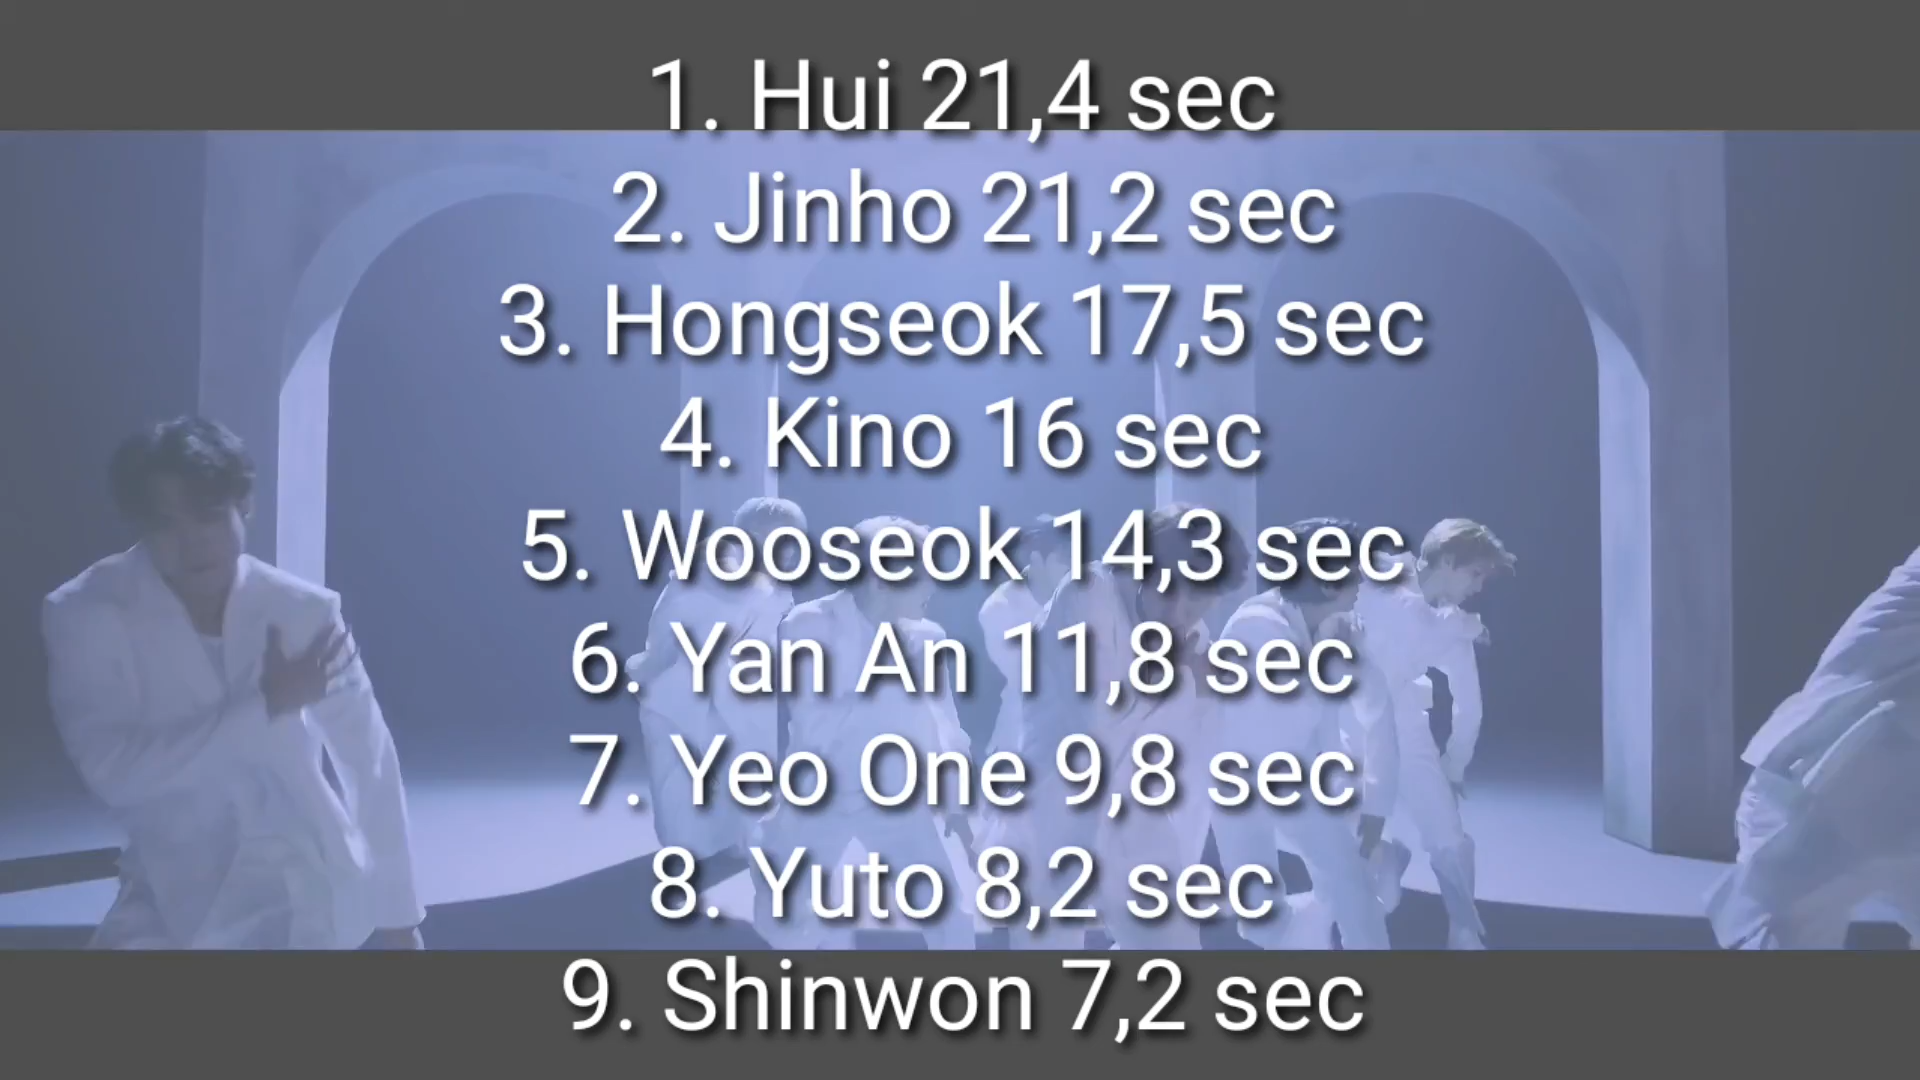 1. Hui 21,4 sec
2. Jinho 21,2 sec
3. Hongseok 17,5 sec
4. Kino 16 sec
5. Wooseok 14,3 sec
6. Yan An 11,8 sec
7. Yeo One 9,8 sec
8. Yuto 8,2 sec
9. Shinwon 7,2 sec